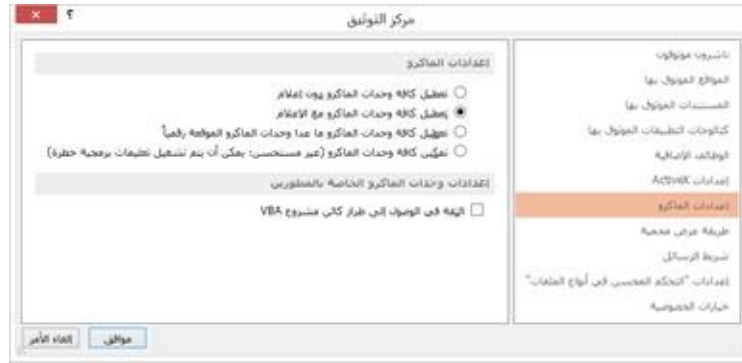 مركز التوثيق
؟
ناشرون موثوقون
المواقع الموثوق بها
المستندات الموثوق بها
كتالوجات التطبيقات الموثوق بها
الوظائف الإضافية
إعدادات ActiveX
إعدادات الماكرو
طريقة عرض محمية
شريط الرسائل
إعدادات "التحكم المحسن في أنواع الملفات"
خيارات الخصوصية
إعدادات الماكرو
تعطيل كافة وحدات الماكرو بدون إعلام
تعطيل كافة وحدات الماكرو مع الإعلام
تعطيل كافة وحدات الماكرو ما عدا وحدات الماكرو الموقعة رقمياً
تمكين كافة وحدات الماكرو (غير مستحسن؛ يمكن أن يتم تشغيل تعليمات برمجية خطرة)
إعدادات وحدات الماكرو الخاصة بالمطورين
الثقة في الوصول إلى طراز كائن مشروع VBA
موافق
إلغاء الأمر